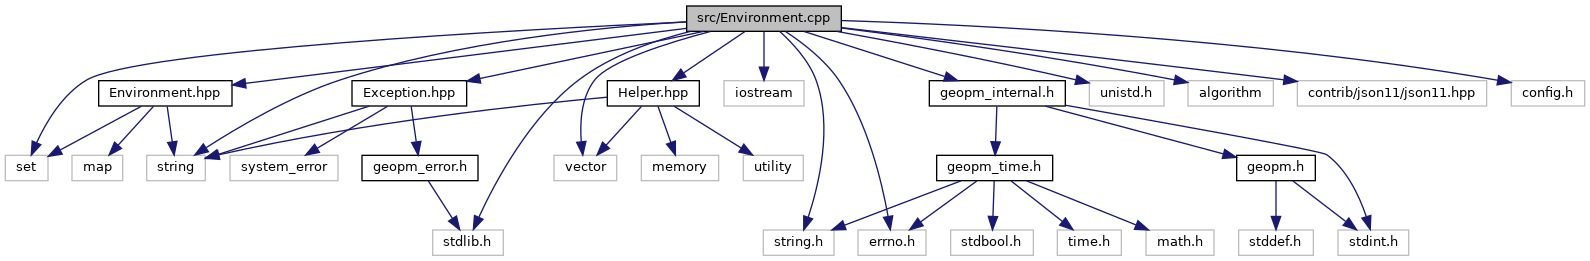 src/Environment.cpp
Environment.hpp
Exception.hpp
Helper.hpp
iostream
geopm_internal.h
unistd.h
algorithm
contrib/json11/json11.hpp
config.h
set
map
string
system_error
geopm_error.h
vector
memory
utility
geopm_time.h
geopm.h
stdlib.h
string.h
errno.h
stdbool.h
time.h
math.h
stddef.h
stdint.h